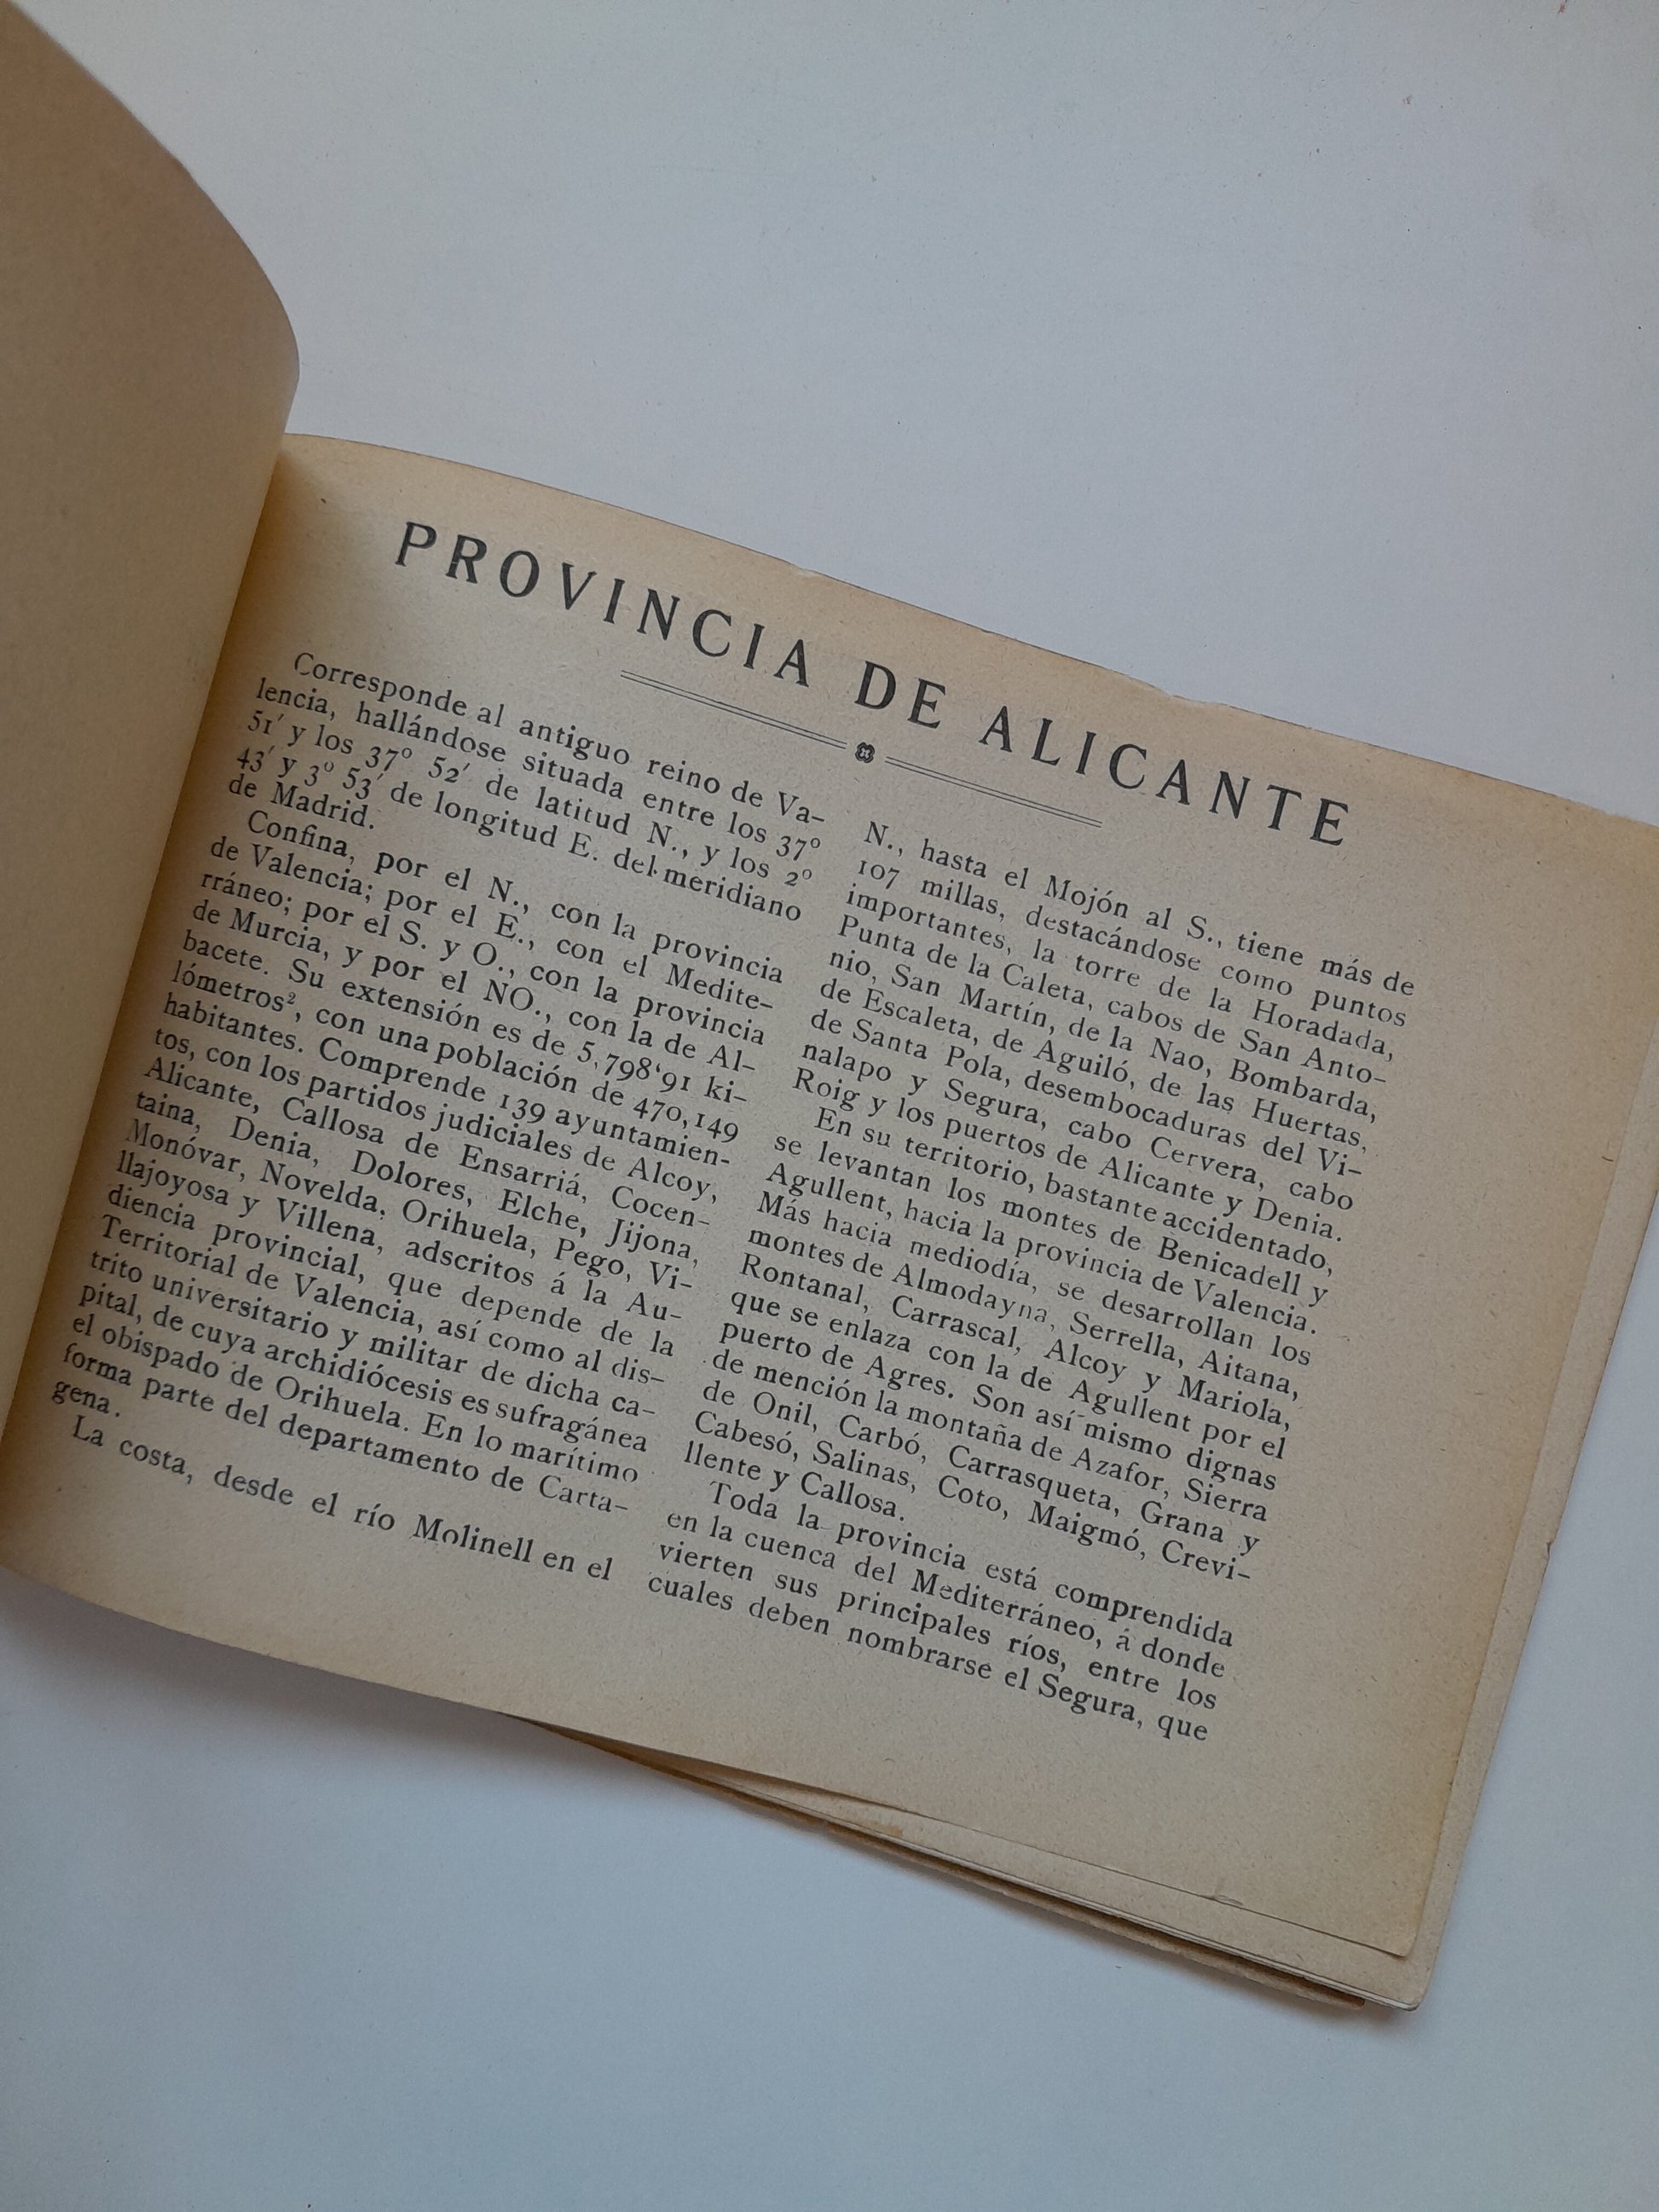 PROVINCIA DE ALICANTE
Corresponde al antiguo reino de Va-
lencia, hallándose situada entre los 37º
51′ y los 37º 52′ de latitud N., y los 2º
43′ y 3º 53′ de longitud E. del meridiano
de Madrid.
Confina, por el N., con la provincia
de Valencia; por el E., con el Medite-
rráneo; por el S. y O., con la provincia
de Murcia, y por el NO., con la de Al-
bacete. Su extensión es de 5,798‘91 ki-
lómetros², con una población de 470,149
habitantes. Comprende 139 ayuntamien-
tos, con los partidos judiciales de Alcoy,
Alicante, Callosa de Ensarriá, Cocen-
taina, Denia, Dolores, Elche, Jijona,
Monóvar, Novelda, Orihuela, Pego, Vi-
llajoyosa y Villena, adscritos á la Au-
diencia provincial, que depende de la
Territorial de Valencia, así como al dis-
trito universitario y militar de dicha ca-
pital, de cuya archidiócesis es sufragánea
el obispado de Orihuela. En lo marítimo
forma parte del departamento de Carta-
gena.
La costa, desde el río Molinell en el
N., hasta el Mojón al S., tiene más de
107 millas, destacándose como puntos
importantes, la torre de la Horadada,
Punta de la Caleta, cabos de San Anto-
nio, San Martín, de la Nao, Bombarda,
de Escaleta, de Aguiló, de las Huertas,
de Santa Pola, desembocaduras del Vi-
nalapo y Segura, cabo Cervera, cabo
Roig y los puertos de Alicante y Denia.
En su territorio, bastante accidentado,
se levantan los montes de Benicadell y
Agullent, hacia la provincia de Valencia.
Más hacia mediodía, se desarrollan los
montes de Almodayna, Serrella, Aitana,
Rontanal, Carrascal, Alcoy y Mariola,
que se enlaza con la de Agullent por el
puerto de Agres. Son así mismo dignas
de mención la montaña de Azafor, Sierra
de Onil, Carbó, Carrasqueta, Grana y
Cabesó, Salinas, Coto, Maigmó, Crevi-
llente y Callosa.
Toda la provincia está comprendida
en la cuenca del Mediterráneo, á donde
vierten sus principales ríos, entre los
cuales deben nombrarse el Segura, que